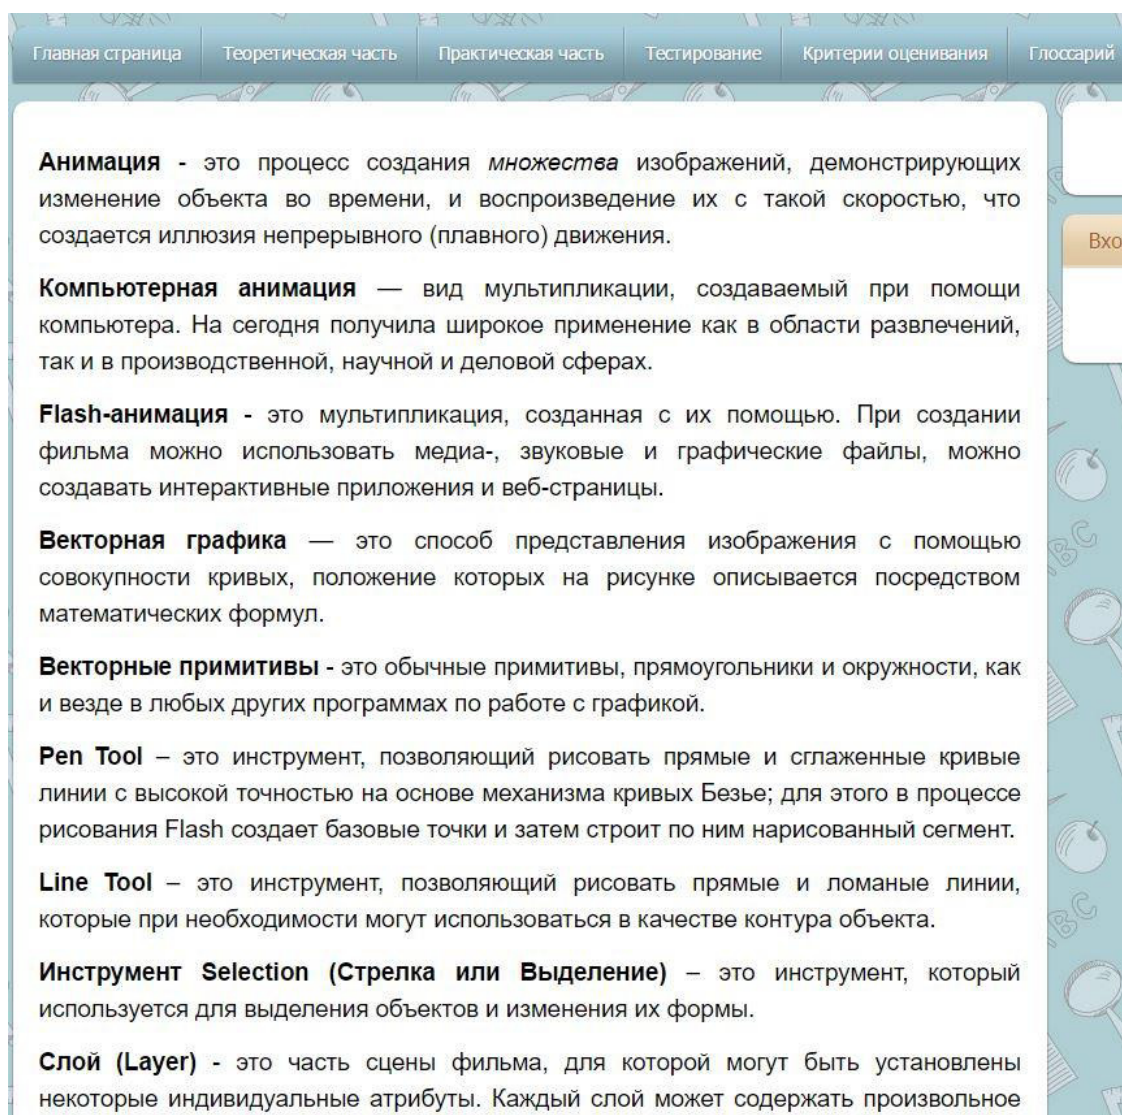 Главная страница Теоретическая часть Практическая часть Тестирование Критерии оценивания Глоссарий
Анимация - это процесс создания множества изображений, демонстрирующих
изменение объекта во времени, и воспроизведение их с такой скоростью, что
создается иллюзия непрерывного (плавного) движения.
Компьютерная анимация — вид мультипликации, создаваемый при помощи
компьютера. На сегодня получила широкое применение как в области развлечений,
так и в производственной, научной и деловой сферах.
Flash-анимация - это мультипликация, созданная с их помощью. При создании
фильма можно использовать медиа-, звуковые и графические файлы, можно
создавать интерактивные приложения и веб-страницы.
Векторная графика — это способ представления изображения с помощью
совокупности кривых, положение которых на рисунке описывается посредством
математических формул.
Векторные примитивы - это обычные примитивы, прямоугольники и окружности, как
и везде в любых других программах по работе с графикой.
Pen Tool – это инструмент, позволяющий рисовать прямые и сглаженные кривые
линии с высокой точностью на основе механизма кривых Безье; для этого в процессе
рисования Flash создает базовые точки и затем строит по ним нарисованный сегмент.
Line Tool – это инструмент, позволяющий рисовать прямые и ломаные линии,
которые при необходимости могут использоваться в качестве контура объекта.
Инструмент Selection (Стрелка или Выделение) – это инструмент, который
используется для выделения объектов и изменения их формы.
Слой (Layer) - это часть сцены фильма, для которой могут быть установлены
некоторые индивидуальные атрибуты. Каждый слой может содержать произвольное